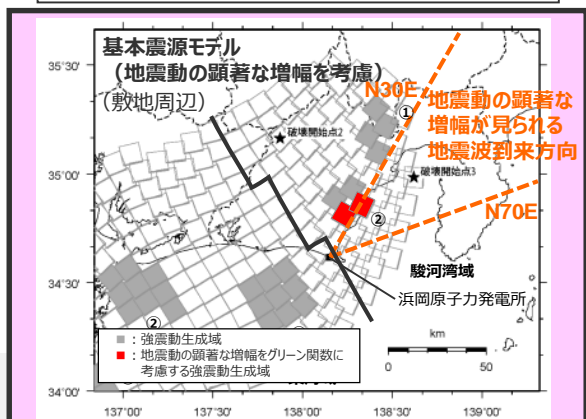 基本震源モデル
(地震動の顕著な増幅を考慮)
(敷地周辺)
35°30'
N30E
①
地震動の顕著な
増幅が見られる
地震波到来方向
★破壊開始点2
35°00'
★破壊開始点3
②
N70E
駿河湾域
浜岡原子力発電所
34°30'
②
km
0 50
■：強震動生成域
■：地震動の顕著な増幅をグリーン関数に
考慮する強震動生成域
34°00'
137°00' 137°30' 138°00' 138°30' 139°00'